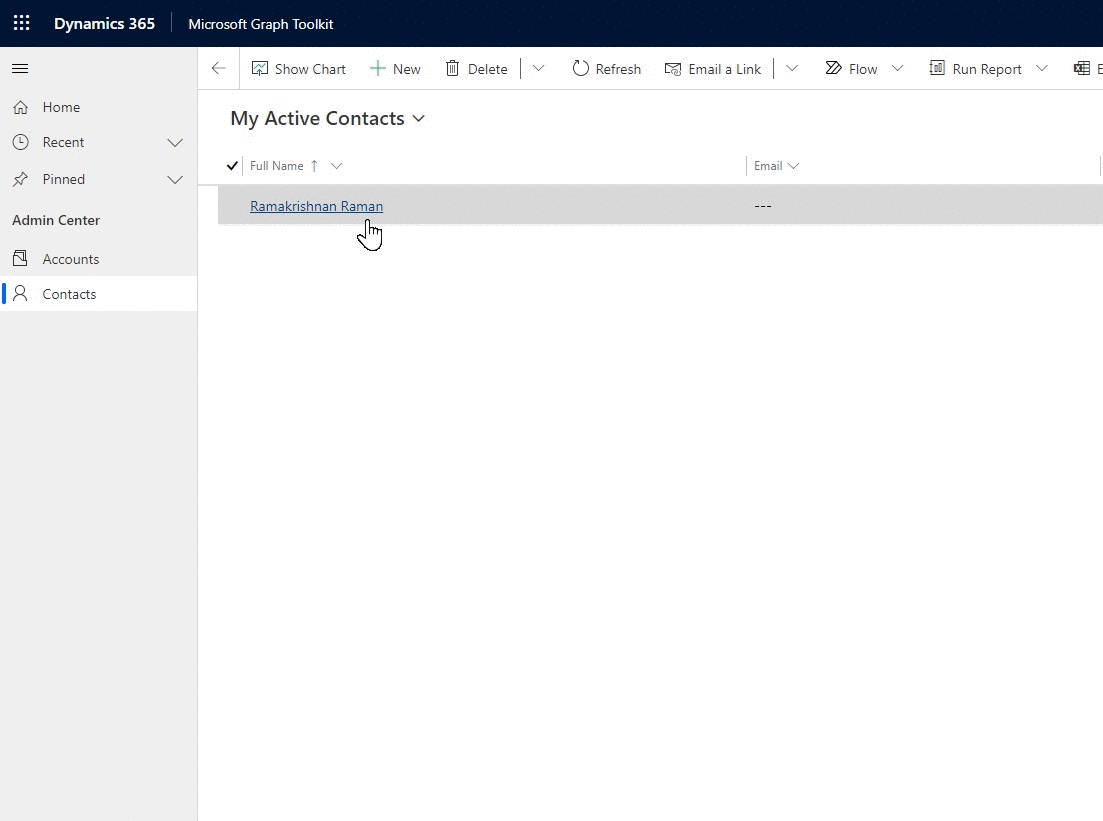 Dynamics 365 Microsoft Graph Toolkit
Show Chart New Delete Refresh Email a Link Flow Run Report E
Home
Recent
Pinned
Admin Center
Accounts
Contacts
My Active Contacts
Full Name Email
Ramakrishnan Raman ---